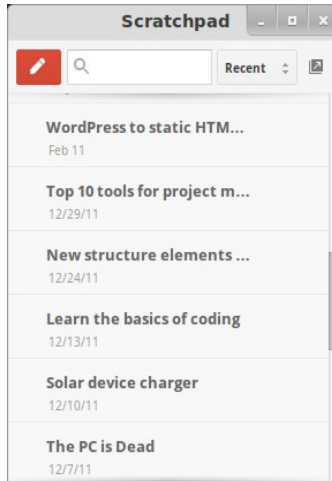 Scratchpad
Recent
WordPress to static HTM...
Feb 11
Top 10 tools for project m...
12/29/11
New structure elements ...
12/24/11
Learn the basics of coding
12/13/11
Solar device charger
12/10/11
The PC is Dead
12/7/11